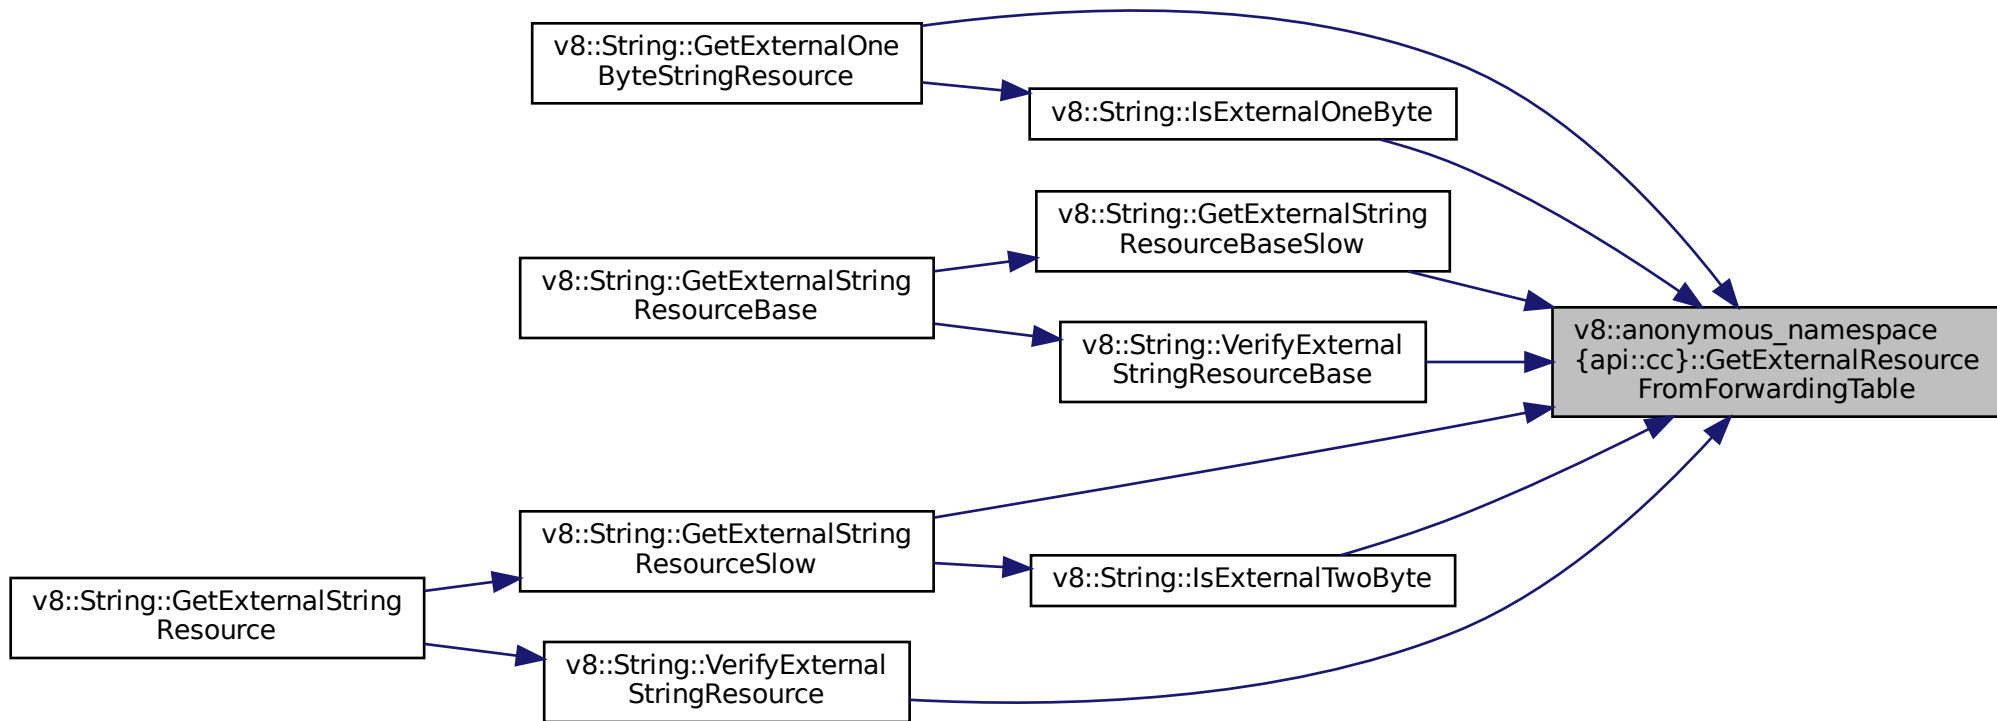 v8::String::GetExternalOne
ByteStringResource
v8::String::IsExternalOneByte
v8::String::GetExternalString
ResourceBaseSlow
v8::String::GetExternalString
ResourceBase
v8::String::VerifyExternal
StringResourceBase
v8::anonymous_namespace
{api::cc}::GetExternalResource
FromForwardingTable
v8::String::GetExternalString
ResourceSlow
v8::String::IsExternalTwoByte
v8::String::GetExternalString
Resource
v8::String::VerifyExternal
StringResource